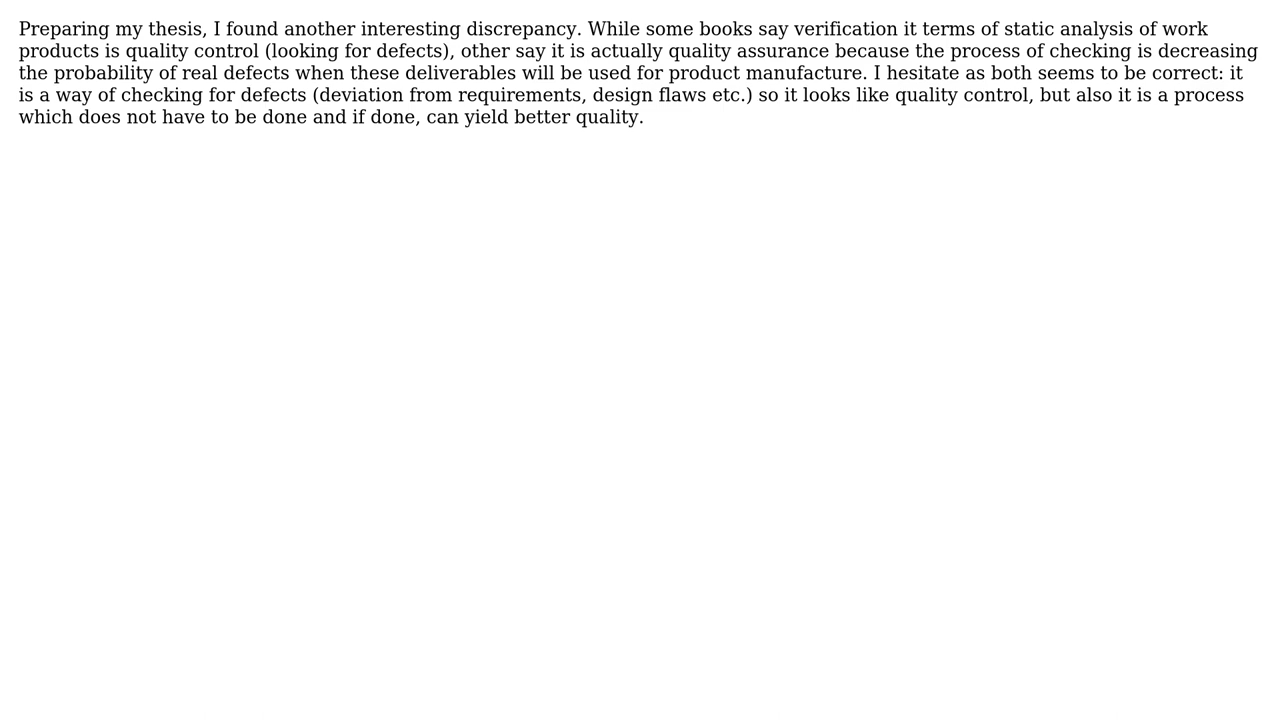 Preparing my thesis, I found another interesting discrepancy. While some books say verification it terms of static analysis of work
products is quality control (looking for defects), other say it is actually quality assurance because the process of checking is decreasing
the probability of real defects when these deliverables will be used for product manufacture. I hesitate as both seems to be correct: it
is a way of checking for defects (deviation from requirements, design flaws etc.) so it looks like quality control, but also it is a process
which does not have to be done and if done, can yield better quality.